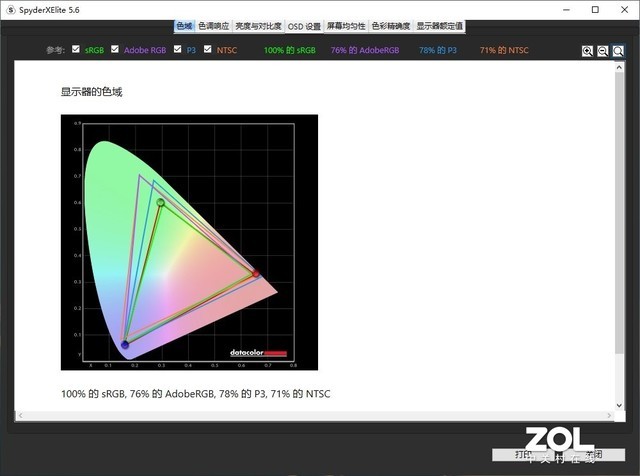 SpyderXElite 5.6
色域 色调响应 亮度与对比度 OSD 设置 屏幕均匀性 色彩精确度 显示器额定值
参考: sRGB Adobe RGB P3 NTSC 100% 的 sRGB 76% 的 AdobeRGB 78% 的 P3 71% 的 NTSC
显示器的色域
0.9
0.8
0.7
0.6
0.5
0.4
0.3
0.2
0.1
Y
X 0.1 0.2 0.3 0.4 0.5 0.6 0.7 0.8
datacolor
100% 的 sRGB, 76% 的 AdobeRGB, 78% 的 P3, 71% 的 NTSC
打印 关闭
ZOL
中关村在线